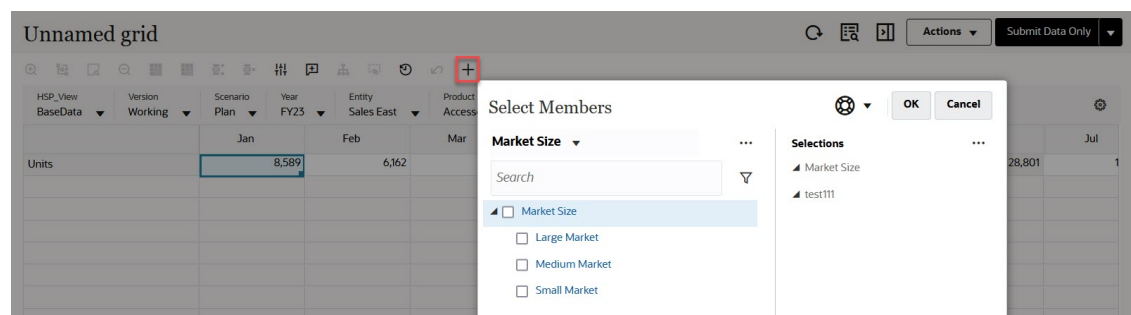 Unnamed grid
Actions
Submit Data Only
HSP_View Version Scenario Year Entity Product
BaseData Working Plan FY23 Sales East Access
Jan Feb Mar Jul
Units 8,589 6,162 28,801 1
Select Members
OK Cancel
Market Size
Selections
Search
Market Size
test111
Market Size
Large Market
Medium Market
Small Market